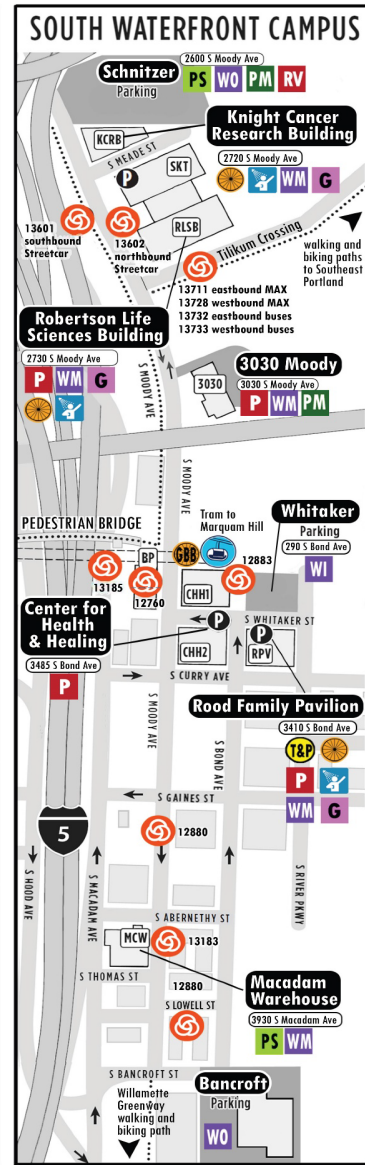 SOUTH WATERFRONT CAMPUS
2600 S Moody Ave
Schnitzer
Parking
PS WO PM RV
KCRB
Knight Cancer
Research Building
S MEADE ST
SKT
2720 S Moody Ave
P
WM G
RLSB
13601
southbound
Streetcar
13602
northbound
Streetcar
Tilikum Crossing
walking and
biking paths
to Southeast
Portland
13711 eastbound MAX
13728 westbound MAX
13732 eastbound buses
13733 westbound buses
Robertson Life
Sciences Building
2730 S Moody Ave
P WM G
S MOODY AVE
3030 Moody
3030 S Moody Ave
P WM PM
3030
S MOODY AVE
PEDESTRIAN BRIDGE
Tram to
Marquam Hill
Whitaker
Parking
290 S Bond Ave
WI
BP
GBB
12883
13185
12760
CHH1
Center for
Health
& Healing
3485 S Bond Ave
P
P
S WHITAKER ST
P
CHH2
RPV
S CURRY AVE
Rood Family Pavilion
3410 S Bond Ave
T&P
P
WM G
S MOODY AVE
S BOND AVE
S GAINES ST
5
12880
S HOOD AVE
S MACADAM AVE
S RIVER PKWY
S ABERNETHY ST
MCW
13183
S THOMAS ST
12880
Macadam
Warehouse
3930 S Macadam Ave
PS WM
S LOWELL ST
S BANCROFT ST
Bancroft
Parking
WO
Willamette
Greenway
walking and
biking path